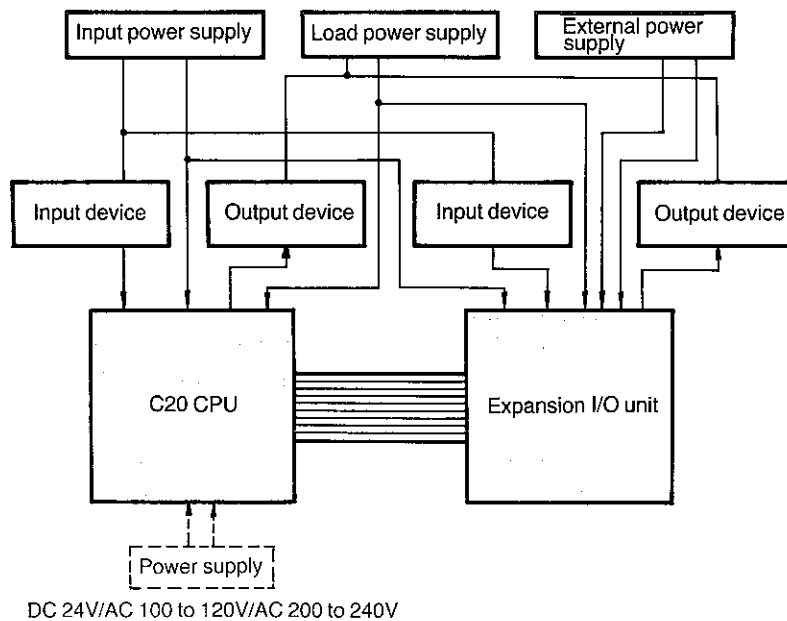 Input power supply
Load power supply
External power
supply
Input device
Output device
Input device
Output device
C20 CPU
Expansion I/O unit
Power supply
DC 24V/AC 100 to 120V/AC 200 to 240V